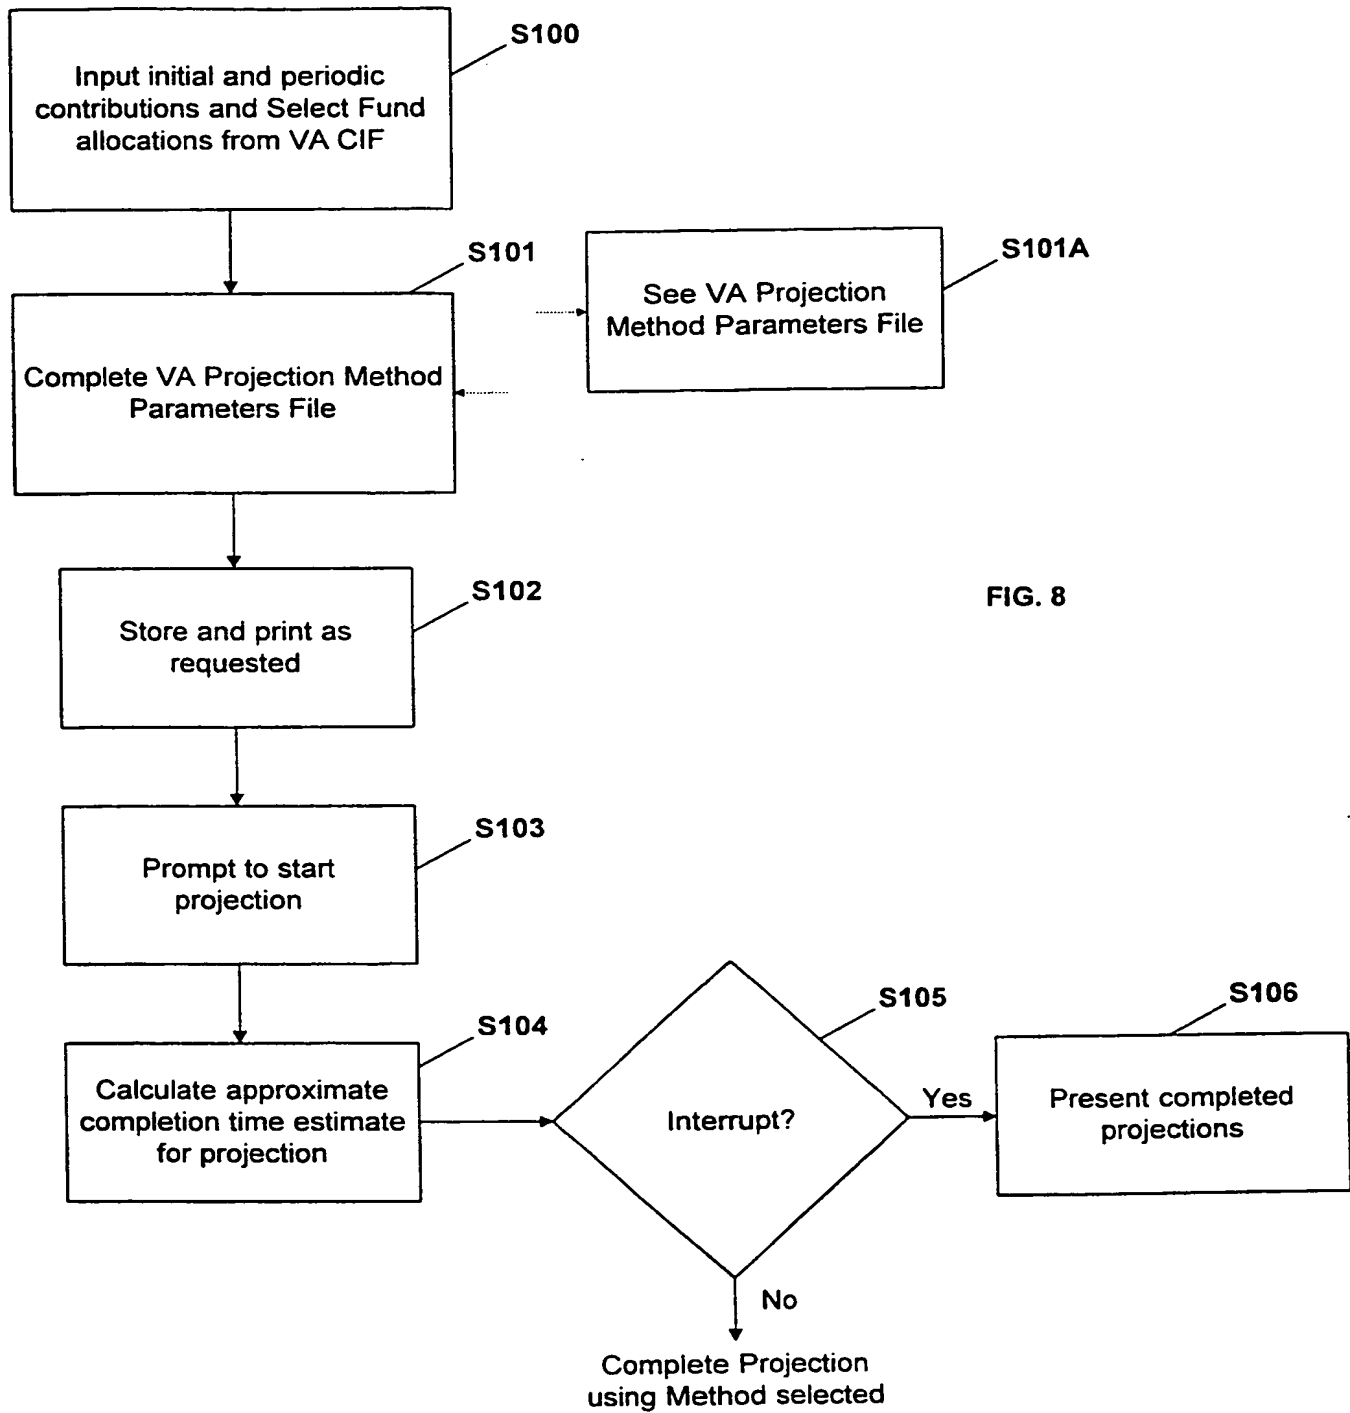 S100
Input initial and periodic
contributions and Select Fund
allocations from VA CIF
S101
Complete VA Projection Method
Parameters File
S101A
See VA Projection
Method Parameters File
S102
Store and print as
requested
FIG. 8
S103
Prompt to start
projection
S104
Calculate approximate
completion time estimate
for projection
S105
Interrupt?
Yes
S106
Present completed
projections
No
Complete Projection
using Method selected